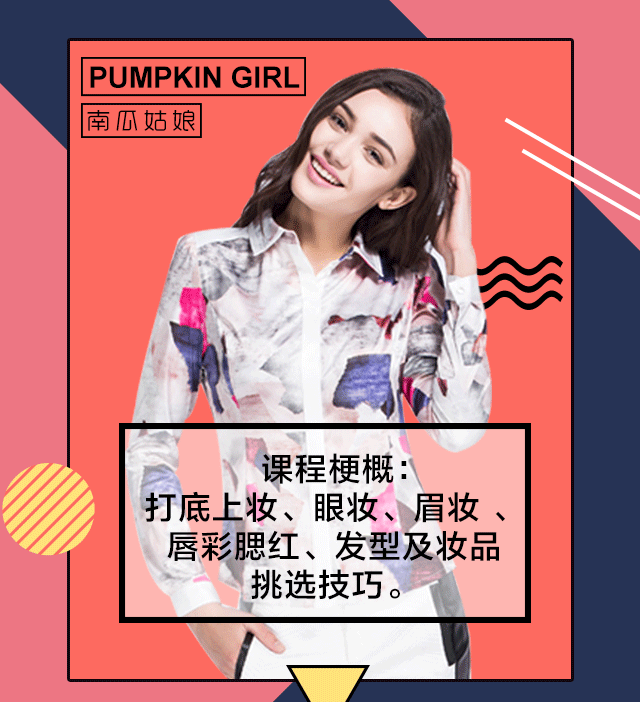 PUMPKIN GIRL
南瓜姑娘
课程梗概：
打底上妆、眼妆、眉妆 、
唇彩腮红、发型及妆品
挑选技巧。